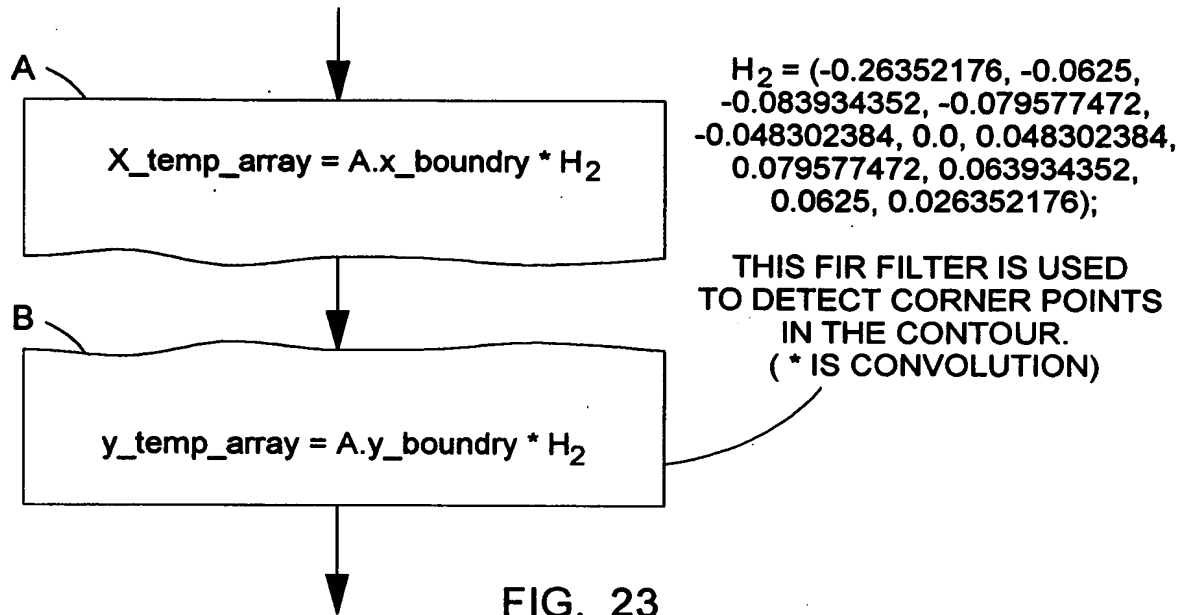 A
X_temp_array = A.x_boundry * H2
B
y_temp_array = A.y_boundry * H2
H2 = (-0.26352176, -0.0625,
-0.083934352, -0.079577472,
-0.048302384, 0.0, 0.048302384,
0.079577472, 0.063934352,
0.0625, 0.026352176);
THIS FIR FILTER IS USED
TO DETECT CORNER POINTS
IN THE CONTOUR.
( * IS CONVOLUTION)
FIG. 23